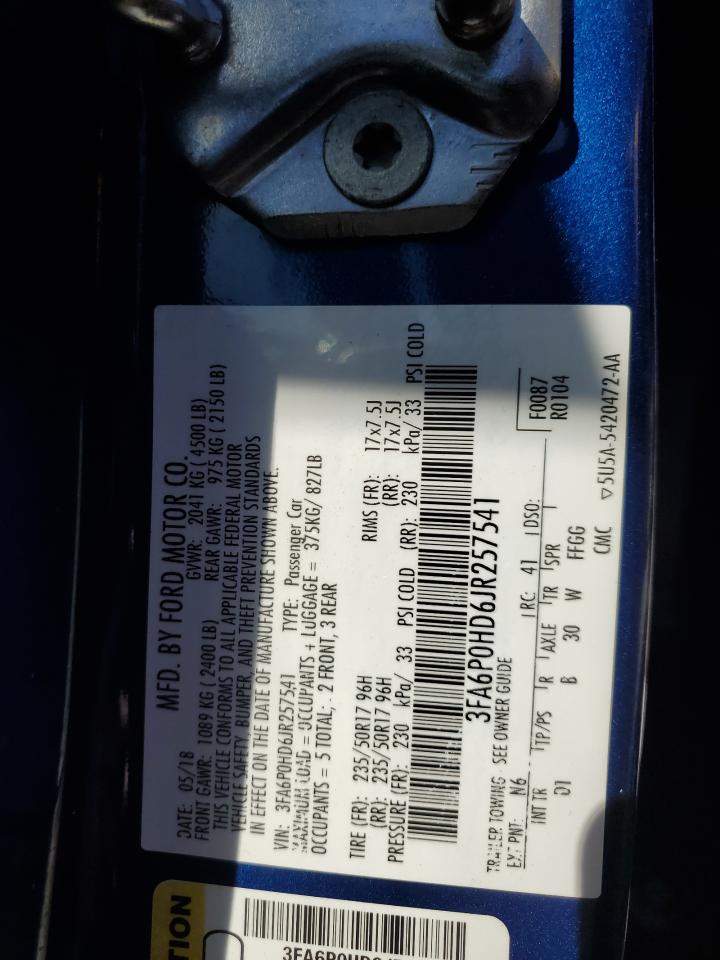 MFD. BY FORD MOTOR CO.
DATE: 05/18 GVWR: 2041 KG ( 4500 LB)
FRONT GAWR: 1089 KG ( 2400 LB) REAR GAWR: 975 KG ( 2150 LB)
THIS VEHICLE CONFORMS TO ALL APPLICABLE FEDERAL MOTOR
VEHICLE SAFETY, BUMPER, AND THEFT PREVENTION STANDARDS
IN EFFECT ON THE DATE OF MANUFACTURE SHOWN ABOVE.
VIN: 3FA6P0HD6JR257541 TYPE: Passenger Car
MAXIMUM LOAD = OCCUPANTS + LUGGAGE = 375KG/ 827LB
OCCUPANTS = 5 TOTAL: 2 FRONT, 3 REAR
TIRE (FR): 235/50R17 96H RIMS (FR): 17x7.5J
(RR): 235/50R17 96H (RR): 17x7.5J
PRESSURE (FR): 230 kPa/ 33 PSI COLD (RR): 230 kPa/ 33 PSI COLD
3FA6P0HD6JR257541
TRAILER TOWING - SEE OWNER GUIDE
EXT PNT: N6 RC: 41 DSO: F0087
INT TR TP/PS R AXLE TR SPR R0104
D1 B 30 W FFGG
CMC ▽5U5A-5420472-AA
TION